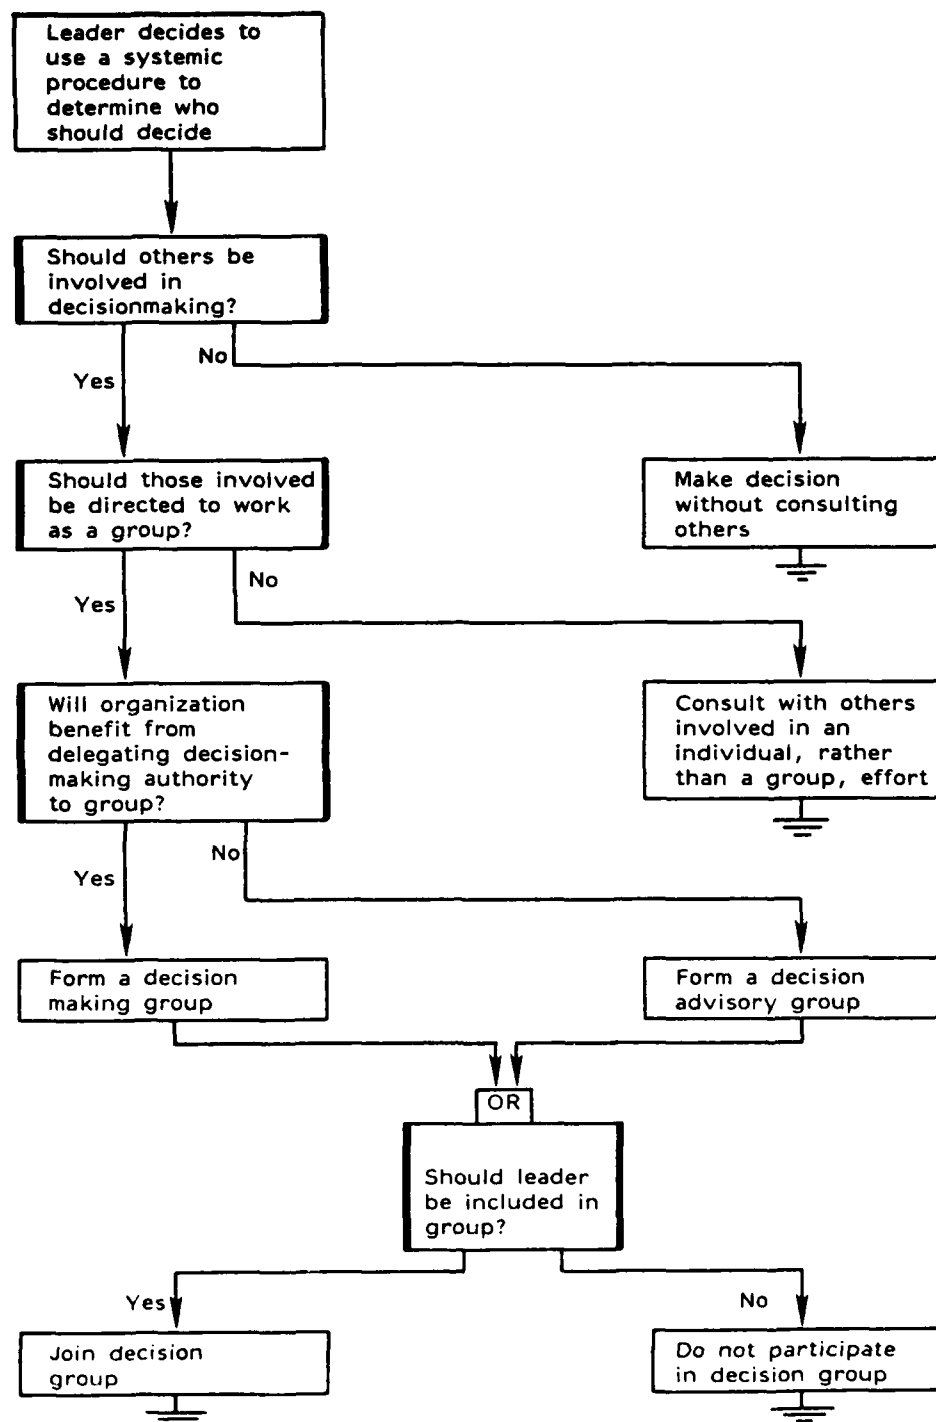 Leader decides to
use a systemic
procedure to
determine who
should decide
Should others be
involved in
decisionmaking?
No
Yes
Should those involved
be directed to work
as a group?
Make decision
without consulting
others
No
Yes
Will organization
benefit from
delegating decision-
making authority
to group?
Consult with others
involved in an
individual, rather
than a group, effort
No
Yes
Form a decision
making group
Form a decision
advisory group
OR
Should leader
be included in
group?
Yes
No
Join decision
group
Do not participate
in decision group